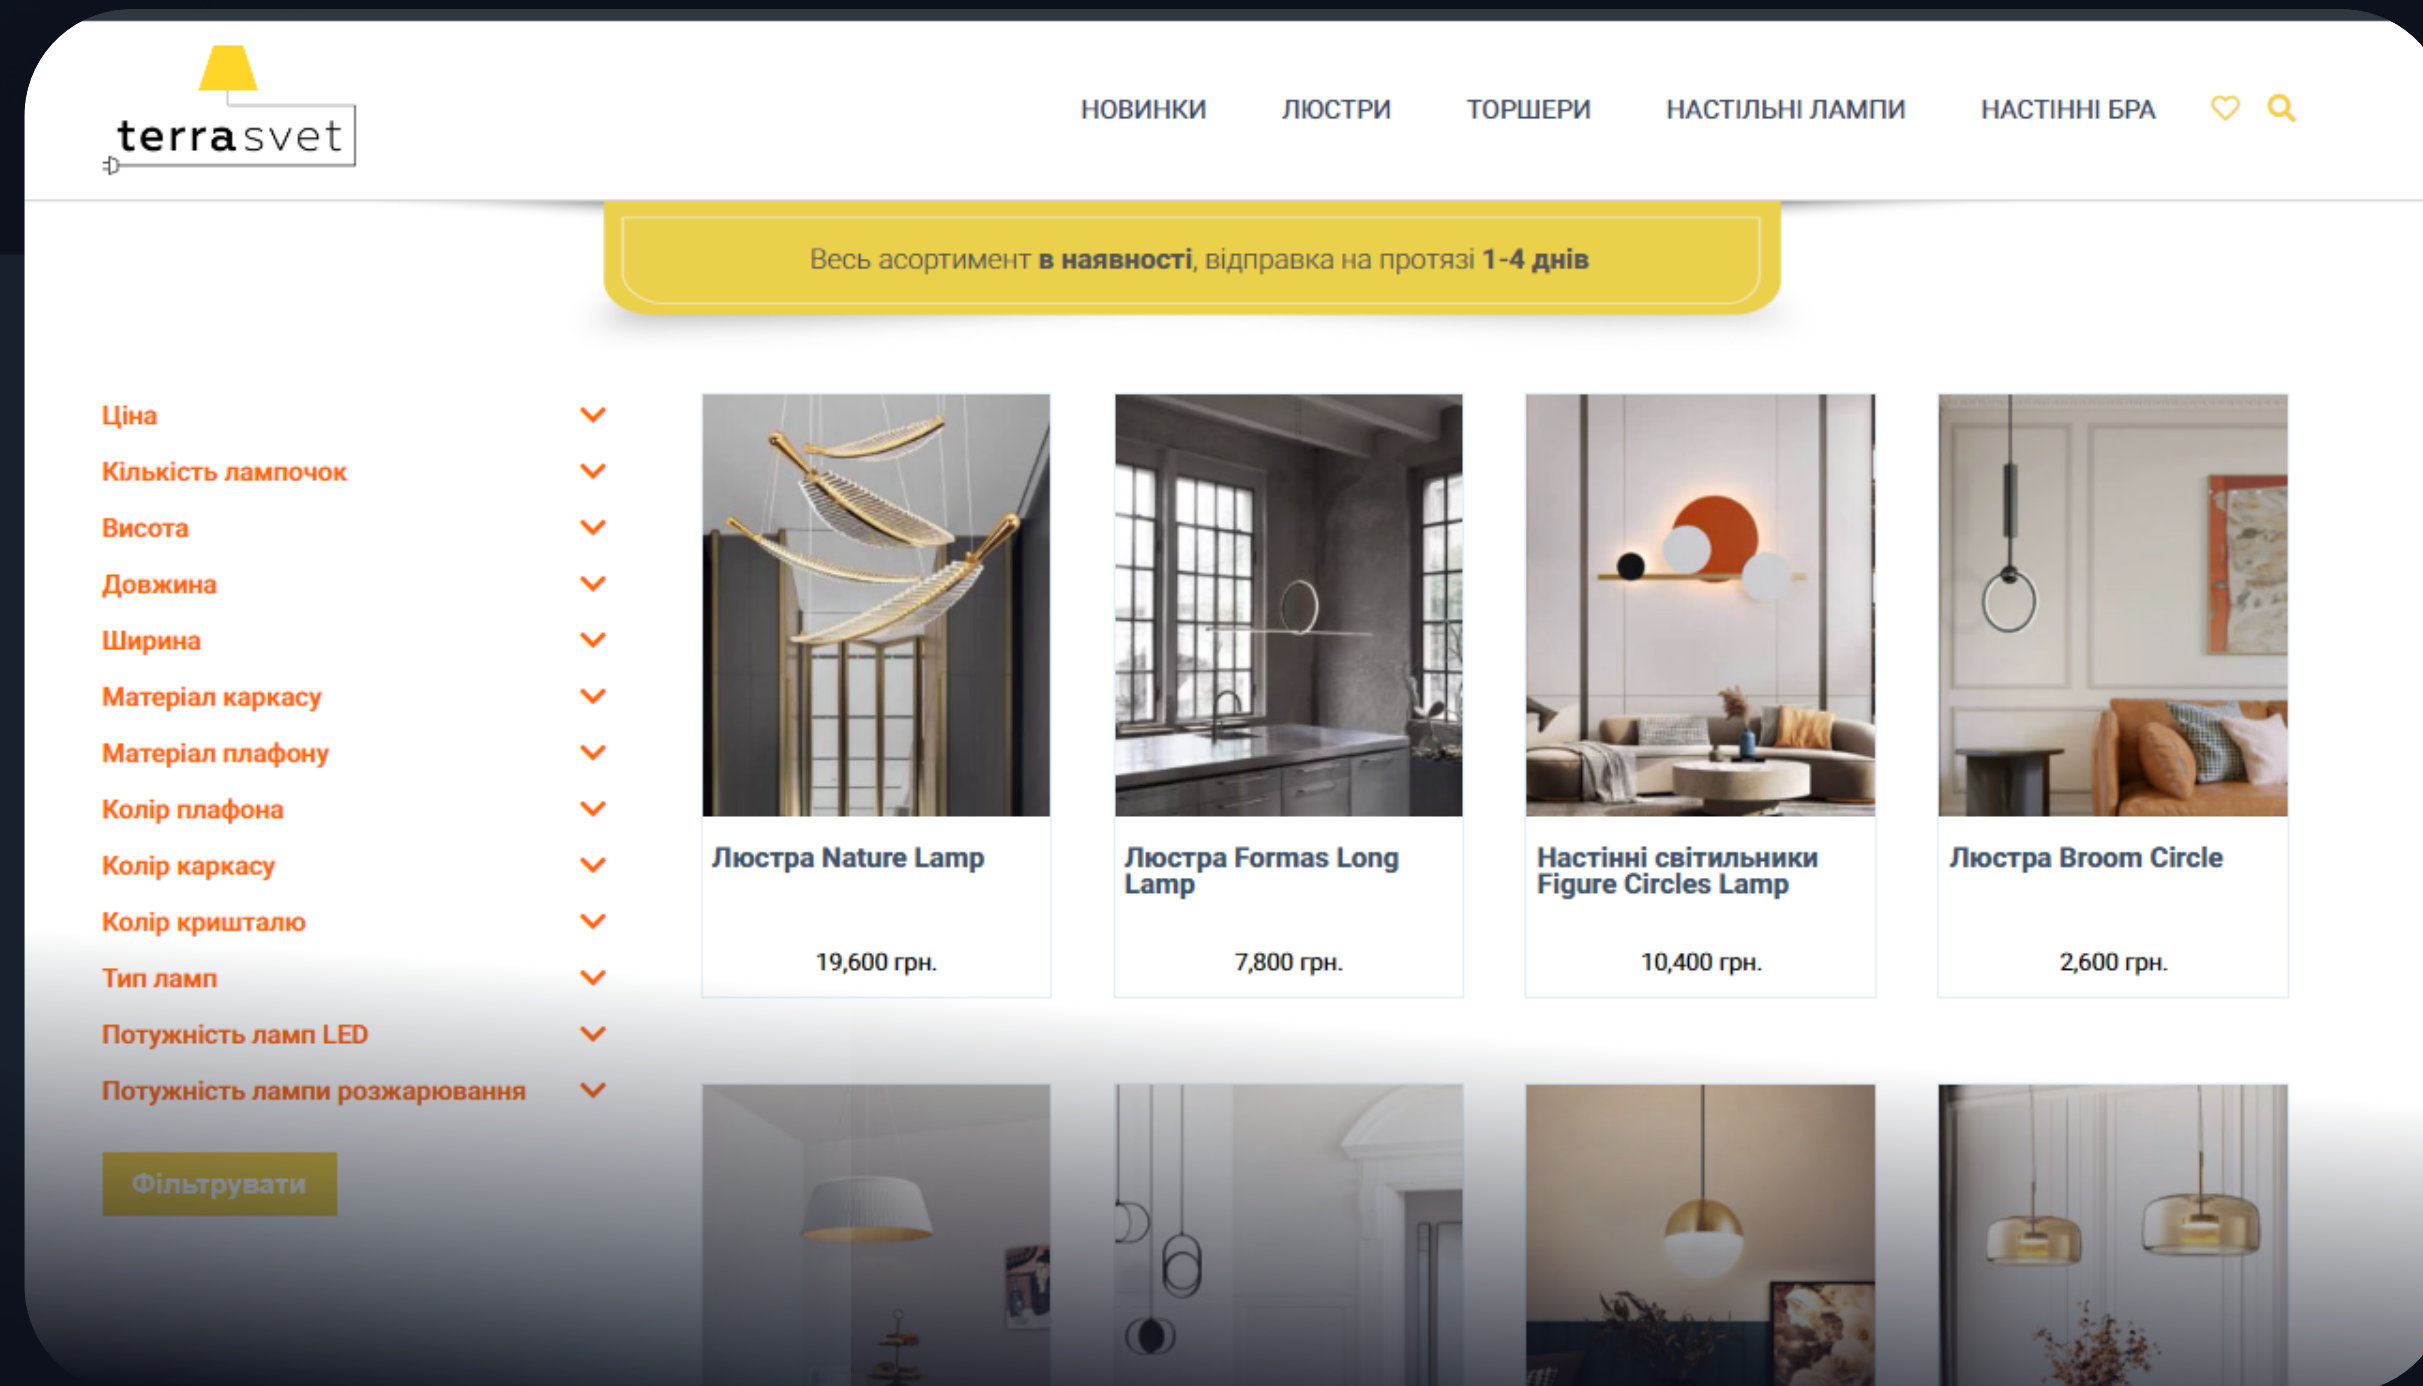 terrasvet
НОВИНКИ
ЛЮСТРИ
ТОРШЕРИ
НАСТІЛЬНІ ЛАМПИ
НАСТІННІ БРА
Весь асортимент в наявності, відправка на протязі 1-4 днів
Ціна
Кількість лампочок
Висота
Довжина
Ширина
Матеріал каркасу
Матеріал плафону
Колір плафона
Колір каркасу
Колір кришталю
Тип ламп
Потужність ламп LED
Потужність лампи розжарювання
Фільтрувати
Люстра Nature Lamp
19,600 грн.
Люстра Formas Long
Lamp
7,800 грн.
Настінні світильники
Figure Circles Lamp
10,400 грн.
Люстра Broom Circle
2,600 грн.